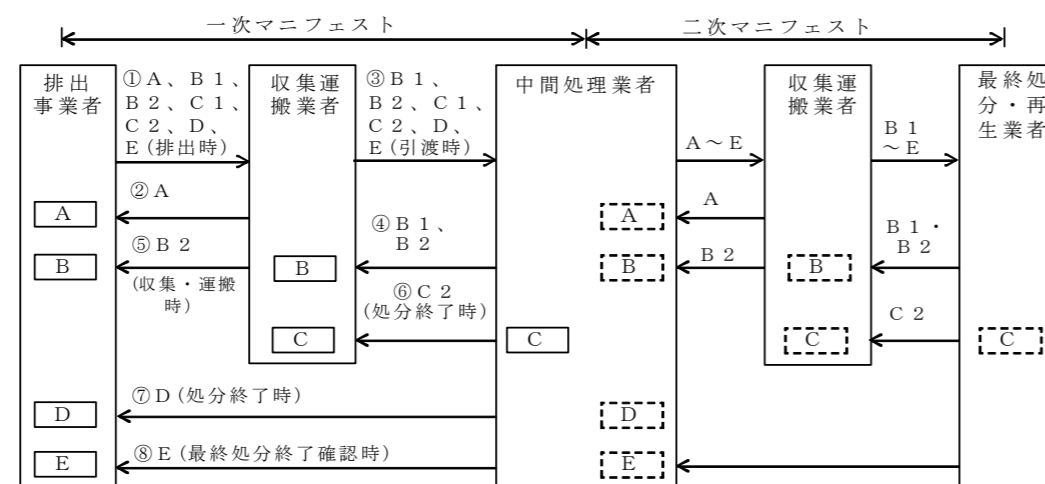 一次マニフェスト
二次マニフェスト
排出
事業者
①A、B1、
B2、C1、
C2、D、
E(排出時)
収集運
搬業者
③B1、
B2、C1、
C2、D、
E(引渡時)
中間処理業者
A～E
収集運
搬業者
B1
～E
最終処
分・再
生業者
②A
A
A
A
⑤B2
(収集・運搬
時)
B
B
④B1、
B2
B
B2
B
B1・
B2
⑥C2
(処分終了時)
C
C
C
C2
C
⑦D(処分終了時)
D
D
⑧E(最終処分終了確認時)
E
E